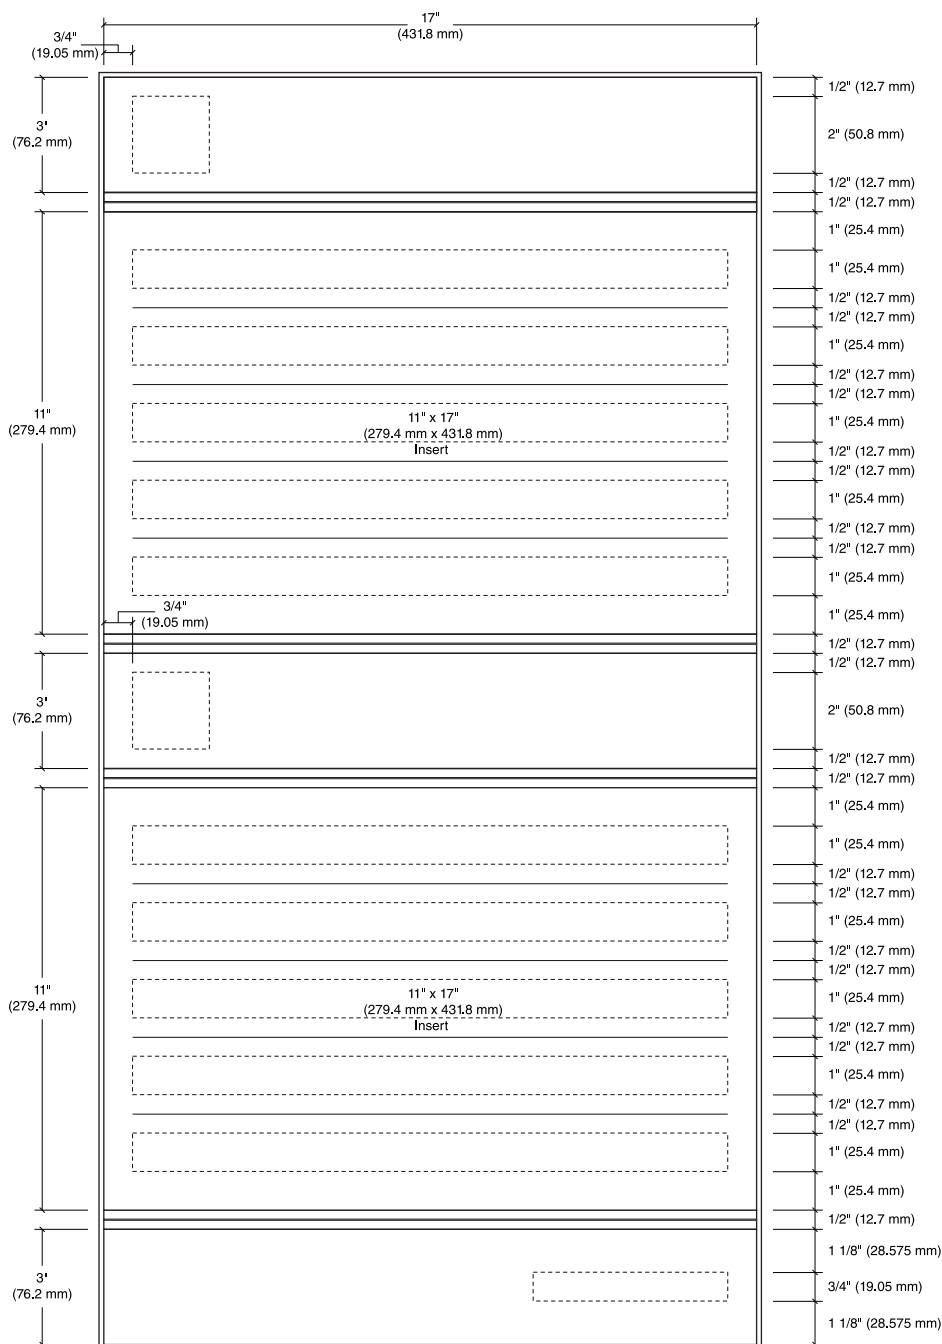 17"
(431.8 mm)
3/4"
(19.05 mm)
3'
(76.2 mm)
11"
(279.4 mm)
3'
(76.2 mm)
11"
(279.4 mm)
3'
(76.2 mm)
11" x 17"
(279.4 mm x 431.8 mm)
Insert
3/4"
(19.05 mm)
11" x 17"
(279.4 mm x 431.8 mm)
Insert
1/2" (12.7 mm)
2" (50.8 mm)
1/2" (12.7 mm)
1/2" (12.7 mm)
1" (25.4 mm)
1" (25.4 mm)
1/2" (12.7 mm)
1/2" (12.7 mm)
1" (25.4 mm)
1/2" (12.7 mm)
1/2" (12.7 mm)
1" (25.4 mm)
1/2" (12.7 mm)
1/2" (12.7 mm)
1" (25.4 mm)
1/2" (12.7 mm)
1/2" (12.7 mm)
1" (25.4 mm)
1" (25.4 mm)
1/2" (12.7 mm)
1/2" (12.7 mm)
2" (50.8 mm)
1/2" (12.7 mm)
1/2" (12.7 mm)
1" (25.4 mm)
1" (25.4 mm)
1/2" (12.7 mm)
1/2" (12.7 mm)
1" (25.4 mm)
1/2" (12.7 mm)
1/2" (12.7 mm)
1" (25.4 mm)
1/2" (12.7 mm)
1/2" (12.7 mm)
1" (25.4 mm)
1/2" (12.7 mm)
1/2" (12.7 mm)
1" (25.4 mm)
1" (25.4 mm)
1/2" (12.7 mm)
1 1/8" (28.575 mm)
3/4" (19.05 mm)
1 1/8" (28.575 mm)